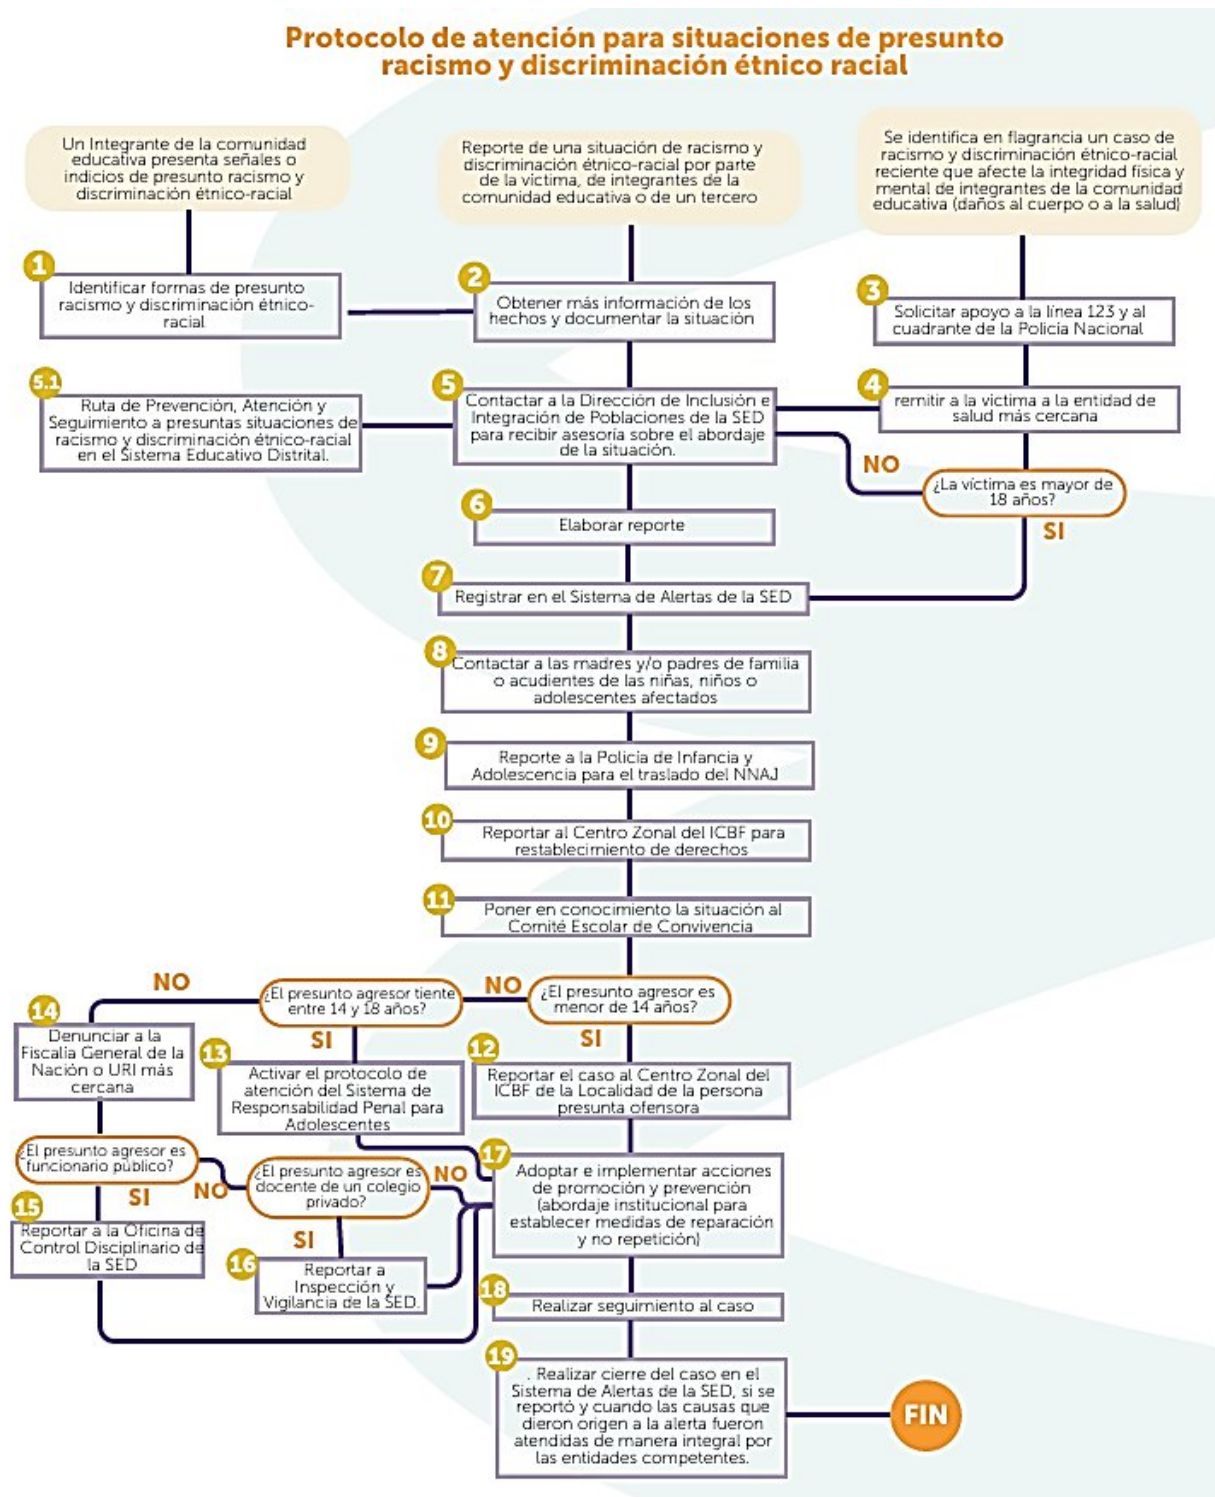 Protocolo de atención para situaciones de presunto
racismo y discriminación étnico racial
Un Integrante de la comunidad
educativa presenta señales o
indicios de presunto racismo y
discriminación étnico-racial
Reporte de una situación de racismo y
discriminación étnico-racial por parte
de la víctima, de integrantes de la
comunidad educativa o de un tercero
Se identifica en flagrancia un caso de
racismo y discriminación étnico-racial
reciente que afecte la integridad física y
mental de integrantes de la comunidad
educativa (daños al cuerpo o a la salud)
1
Identificar formas de presunto
racismo y discriminación étnico-
racial
2
Obtener más información de los
hechos y documentar la situación
3
Solicitar apoyo a la línea 123 y al
cuadrante de la Policía Nacional
5.1
Ruta de Prevención, Atención y
Seguimiento a presuntas situaciones de
racismo y discriminación étnico-racial
en el Sistema Educativo Distrital.
5
Contactar a la Dirección de Inclusión e
Integración de Poblaciones de la SED
para recibir asesoría sobre el abordaje
de la situación.
4
remitir a la víctima a la entidad de
salud más cercana
NO
¿La víctima es mayor de
18 años?
SI
6
Elaborar reporte
7
Registrar en el Sistema de Alertas de la SED
8
Contactar a las madres y/o padres de familia
o acudientes de las niñas, niños o
adolescentes afectados
9
Reporte a la Policía de Infancia y
Adolescencia para el traslado del NNAJ
10
Reportar al Centro Zonal del ICBF para
restablecimiento de derechos
11
Poner en conocimiento la situación al
Comité Escolar de Convivencia
NO
¿El presunto agresor tiente
entre 14 y 18 años?
NO
¿El presunto agresor es
menor de 14 años?
SI
SI
14
Denunciar a la
Fiscalía General de la
Nación o URI más
cercana
13
Activar el protocolo de
atención del Sistema de
Responsabilidad Penal para
Adolescentes
12
Reportar el caso al Centro Zonal del
ICBF de la Localidad de la persona
presunta ofensora
¿El presunto agresor es
funcionario público?
SI
NO
¿El presunto agresor es
docente de un colegio
privado?
NO
SI
17
Adoptar e implementar acciones
de promoción y prevención
(abordaje institucional para
establecer medidas de reparación
y no repetición)
15
Reportar a la Oficina de
Control Disciplinario de
la SED
16
Reportar a
Inspección y
Vigilancia de la SED.
18
Realizar seguimiento al caso
19
. Realizar cierre del caso en el
Sistema de Alertas de la SED, si se
reportó y cuando las causas que
dieron origen a la alerta fueron
atendidas de manera integral por
las entidades competentes.
FIN